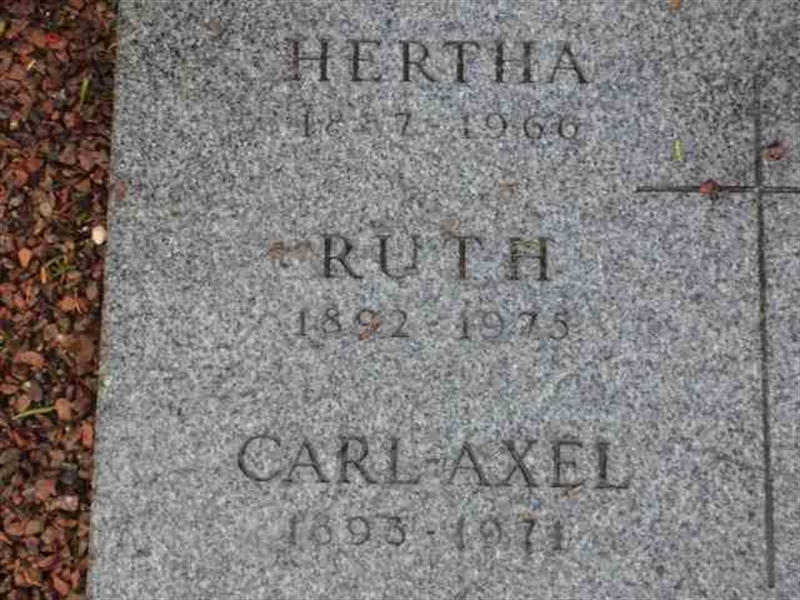 HERTHA
1966
RUTH
1892 - 1975
CARL-AXEL
1893 - 1971